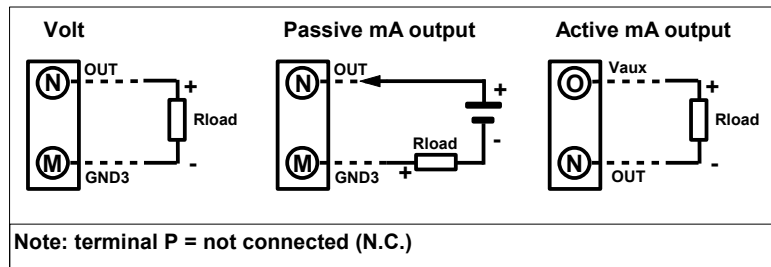 Volt
N
OUT
+
Rload
M
-
GND3
Passive mA output
N
OUT
+
-
Rload
M
+
GND3
Active mA output
O
Vaux
+
Rload
N
-
OUT
Note: terminal P = not connected (N.C.)